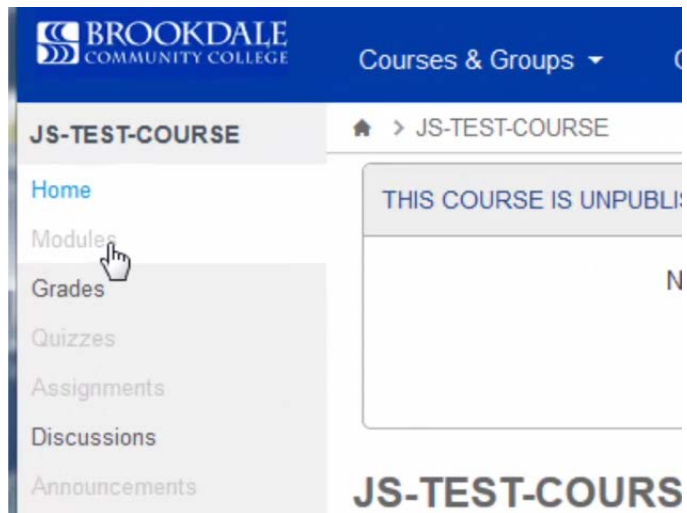 BROOKDALE
COMMUNITY COLLEGE
Courses & Groups
JS-TEST-COURSE
> JS-TEST-COURSE
Home
THIS COURSE IS UNPUBLIS
Modules
Grades
N
Quizzes
Assignments
Discussions
Announcements
JS-TEST-COURS